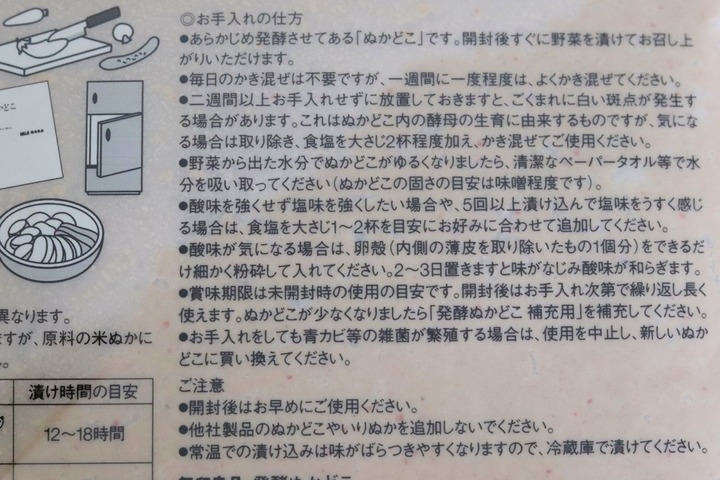 ◎お手入れの仕方
●あらかじめ発酵させてある「ぬかどこ」です。開封後すぐに野菜を漬けてお召し上
がりいただけます。
●毎日のかき混ぜは不要ですが、一週間に一度程度は、よくかき混ぜてください。
●二週間以上お手入れせずに放置しておきますと、ごくまれに白い斑点が発生す
る場合があります。これはぬかどこ内の酵母の生育に由来するものですが、気にな
る場合は取り除き、食塩を大さじ2杯程度加え、かき混ぜてご使用ください。
●野菜から出た水分でぬかどこがゆるくなりましたら、清潔なペーパータオル等で水
分を吸い取ってください(ぬかどこの固さの目安は味噌程度です)。
●酸味を強くせず塩味を強くしたい場合や、5回以上漬け込んで塩味をうすく感じ
る場合は、食塩を大さじ1〜2杯を目安にお好みに合わせて追加してください。
●酸味が気になる場合は、卵殻(内側の薄皮を取り除いたもの1個分)をできるだ
け細かく粉砕して入れてください。2〜3日置きますと味がなじみ酸味が和らぎます。
●賞味期限は未開封時の使用の目安です。開封後はお手入れ次第で繰り返し長く
使えます。ぬかどこが少なくなりましたら「発酵ぬかどこ 補充用」を補充してください。
●お手入れをしても青カビ等の雑菌が繁殖する場合は、使用を中止し、新しいぬか
どこに買い換えてください。
ご注意
●開封後はお早めにご使用ください。
●他社製品のぬかどこやいりぬかを追加しないでください。
●常温での漬け込みは味がばらつきやすくなりますので、冷蔵庫で漬けてください。
異なります。
ますが、原料の米ぬかに
漬け時間の目安
12〜18時間